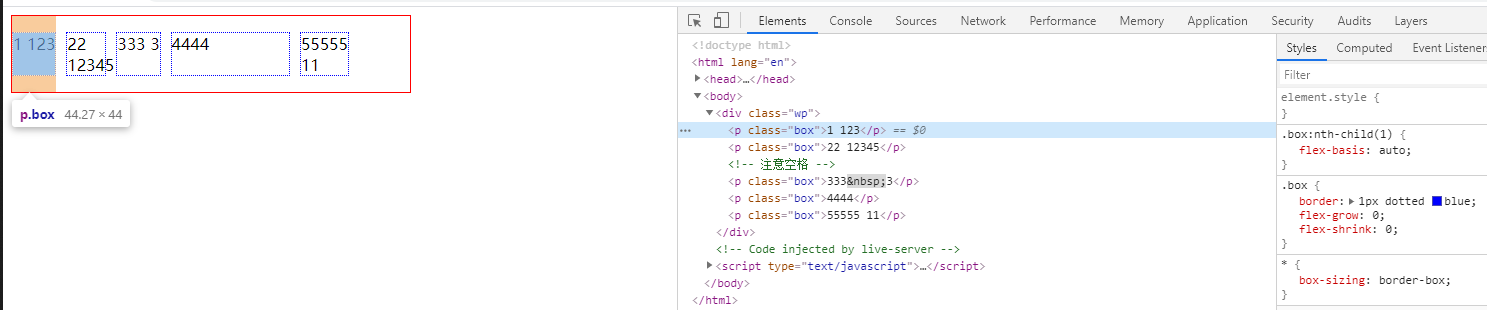 1 123
22
12345
333 3
4444
55555
11
p.box 44.27 × 44
Elements Console Sources Network Performance Memory Application Security Audits Layers
<!doctype html>
<html lang="en">
<head>…</head>
<body>
<div class="wp">
<p class="box">1 123</p> == $0
<p class="box">22 12345</p>
<!-- 注意空格 -->
<p class="box">333&nbsp;3</p>
<p class="box">4444</p>
<p class="box">55555 11</p>
</div>
<!-- Code injected by live-server -->
<script type="text/javascript">…</script>
</body>
</html>
Styles Computed Event Listener
Filter
element.style {
}
.box:nth-child(1) {
flex-basis: auto;
}
.box {
border: 1px dotted blue;
flex-grow: 0;
flex-shrink: 0;
}
* {
box-sizing: border-box;
}